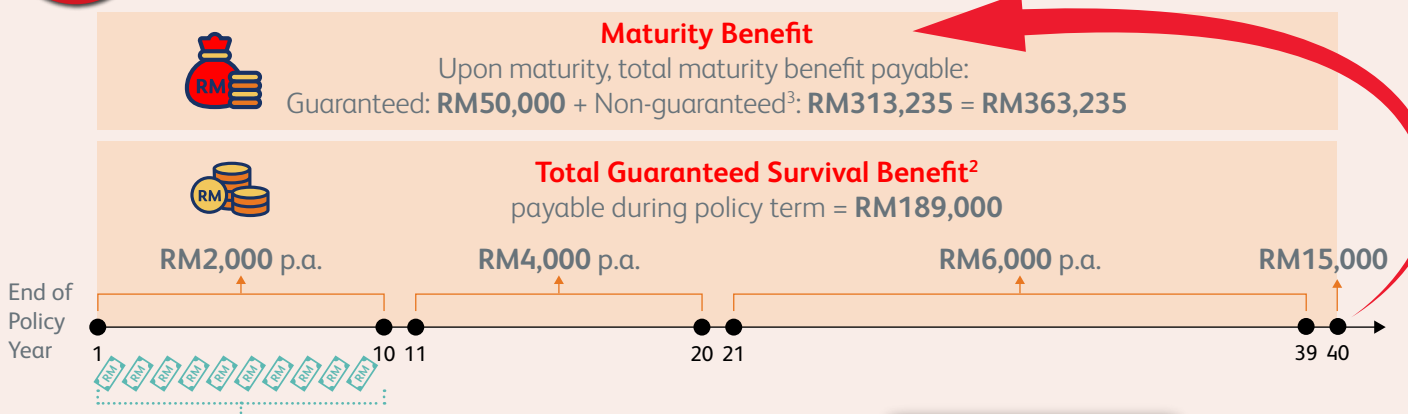 Maturity Benefit
Upon maturity, total maturity benefit payable:
RM
Guaranteed: RM50,000 + Non-guaranteed³: RM313,235 = RM363,235
Total Guaranteed Survival Benefit²
RM
payable during policy term = RM189,000
RM2,000 p.a.
RM4,000 p.a.
RM6,000 p.a.
RM15,000
End of
Policy
Year
1 10 11 20 21 39 40
RM RM RM RM RM RM RM RM RM RM